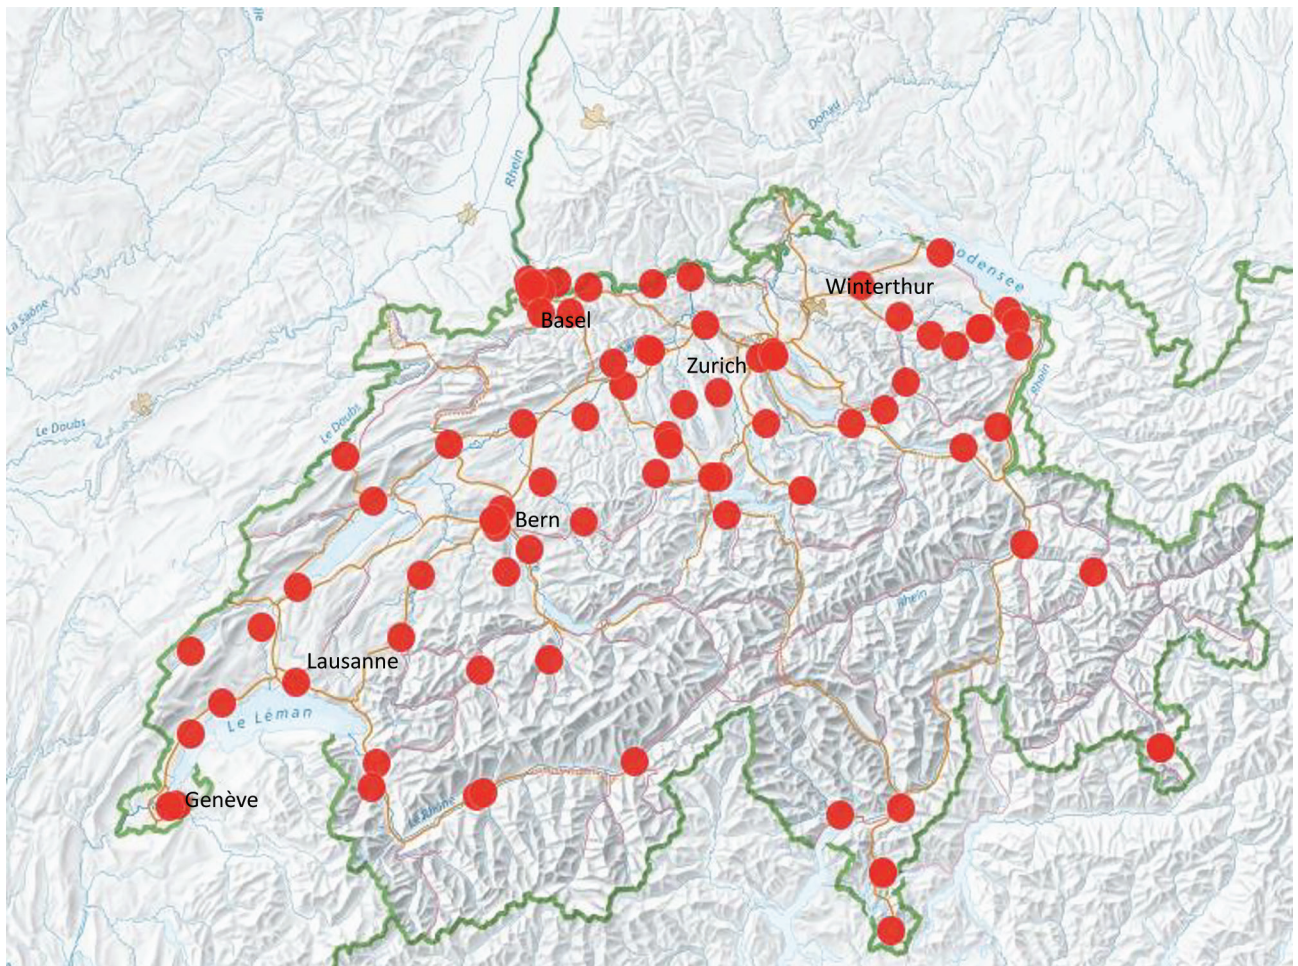 Donau
Rhein
Bodensee
Winterthur
La Saône
Basel
Zurich
Rhein
Le Doubs
Le Doubs
Bern
Rhein
Lausanne
Le Léman
Genève
Le Rhône